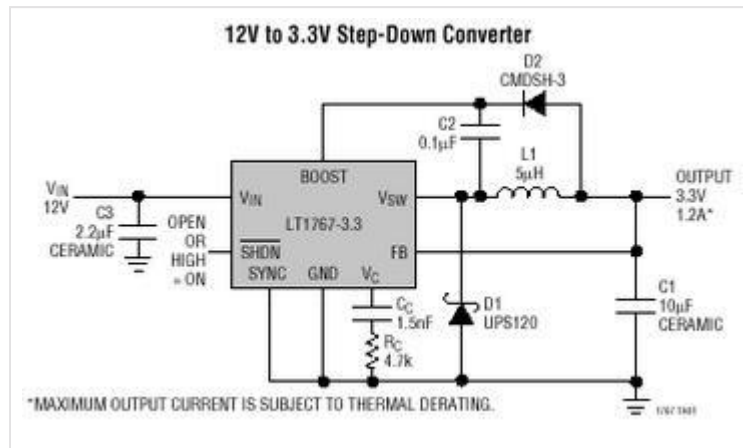 12V to 3.3V Step-Down Converter
D2
CMDSH-3
C2
0.1µF
L1
5µH
BOOST
OUTPUT
3.3V
1.2A*
VIN
12V
VIN
VSW
LT1767-3.3
C3
2.2µF
CERAMIC
OPEN
OR
HIGH
= ON
SHDN
FB
SYNC
GND
VC
CC
1.5nF
RC
4.7k
D1
UPS120
C1
10µF
CERAMIC
*MAXIMUM OUTPUT CURRENT IS SUBJECT TO THERMAL DERATING.